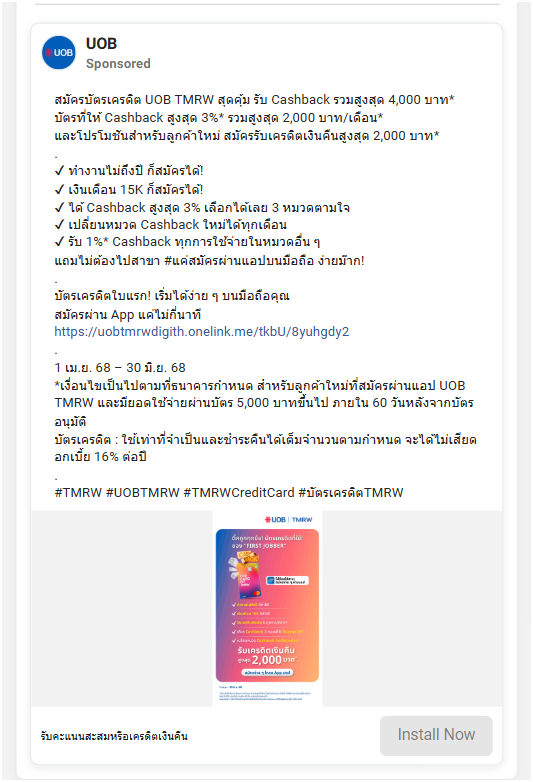 UOB
UOB
Sponsored
สมัครบัตรเครดิต UOB TMRW สุดคุ้ม รับ Cashback รวมสูงสุด 4,000 บาท*
บัตรที่ให้ Cashback สูงสุด 3%* รวมสูงสุด 2,000 บาท/เดือน*
และโปรโมชันสำหรับลูกค้าใหม่ สมัครรับเครดิตเงินคืนสูงสุด 2,000 บาท*
.
✓ ทำงานไม่ถึงปี ก็สมัครได้!
✓ เงินเดือน 15K ก็สมัครได้!
✓ ได้ Cashback สูงสุด 3% เลือกได้เลย 3 หมวดตามใจ
✓ เปลี่ยนหมวด Cashback ใหม่ได้ทุกเดือน
✓ รับ 1%* Cashback ทุกการใช้จ่ายในหมวดอื่น ๆ
แถมไม่ต้องไปสาขา #แค่สมัครผ่านแอปบนมือถือ ง่ายม๊าก!
.
บัตรเครดิตใบแรก! เริ่มได้ง่าย ๆ บนมือถือคุณ
สมัครผ่าน App แค่ไม่กี่นาที
https://uobtmrwdigith.onelink.me/tkbU/8yuhgdy2
.
1 เม.ย. 68 – 30 มิ.ย. 68
*เงื่อนไขเป็นไปตามที่ธนาคารกำหนด สำหรับลูกค้าใหม่ที่สมัครผ่านแอป UOB
TMRW และมียอดใช้จ่ายผ่านบัตร 5,000 บาทขึ้นไป ภายใน 60 วันหลังจากบัตร
อนุมัติ
บัตรเครดิต : ใช้เท่าที่จำเป็นและชำระคืนได้เต็มจำนวนตามกำหนด จะได้ไม่เสียด
อกเบี้ย 16% ต่อปี
.
#TMRW #UOBTMRW #TMRWCreditCard #บัตรเครดิตTMRW
UOB | TMRW
ของ "FIRST JOBBER"
รับเครดิตเงินคืน
สูงสุด 2,000 บาท*
รับคะแนนสะสมหรือเครดิตเงินคืน
Install Now